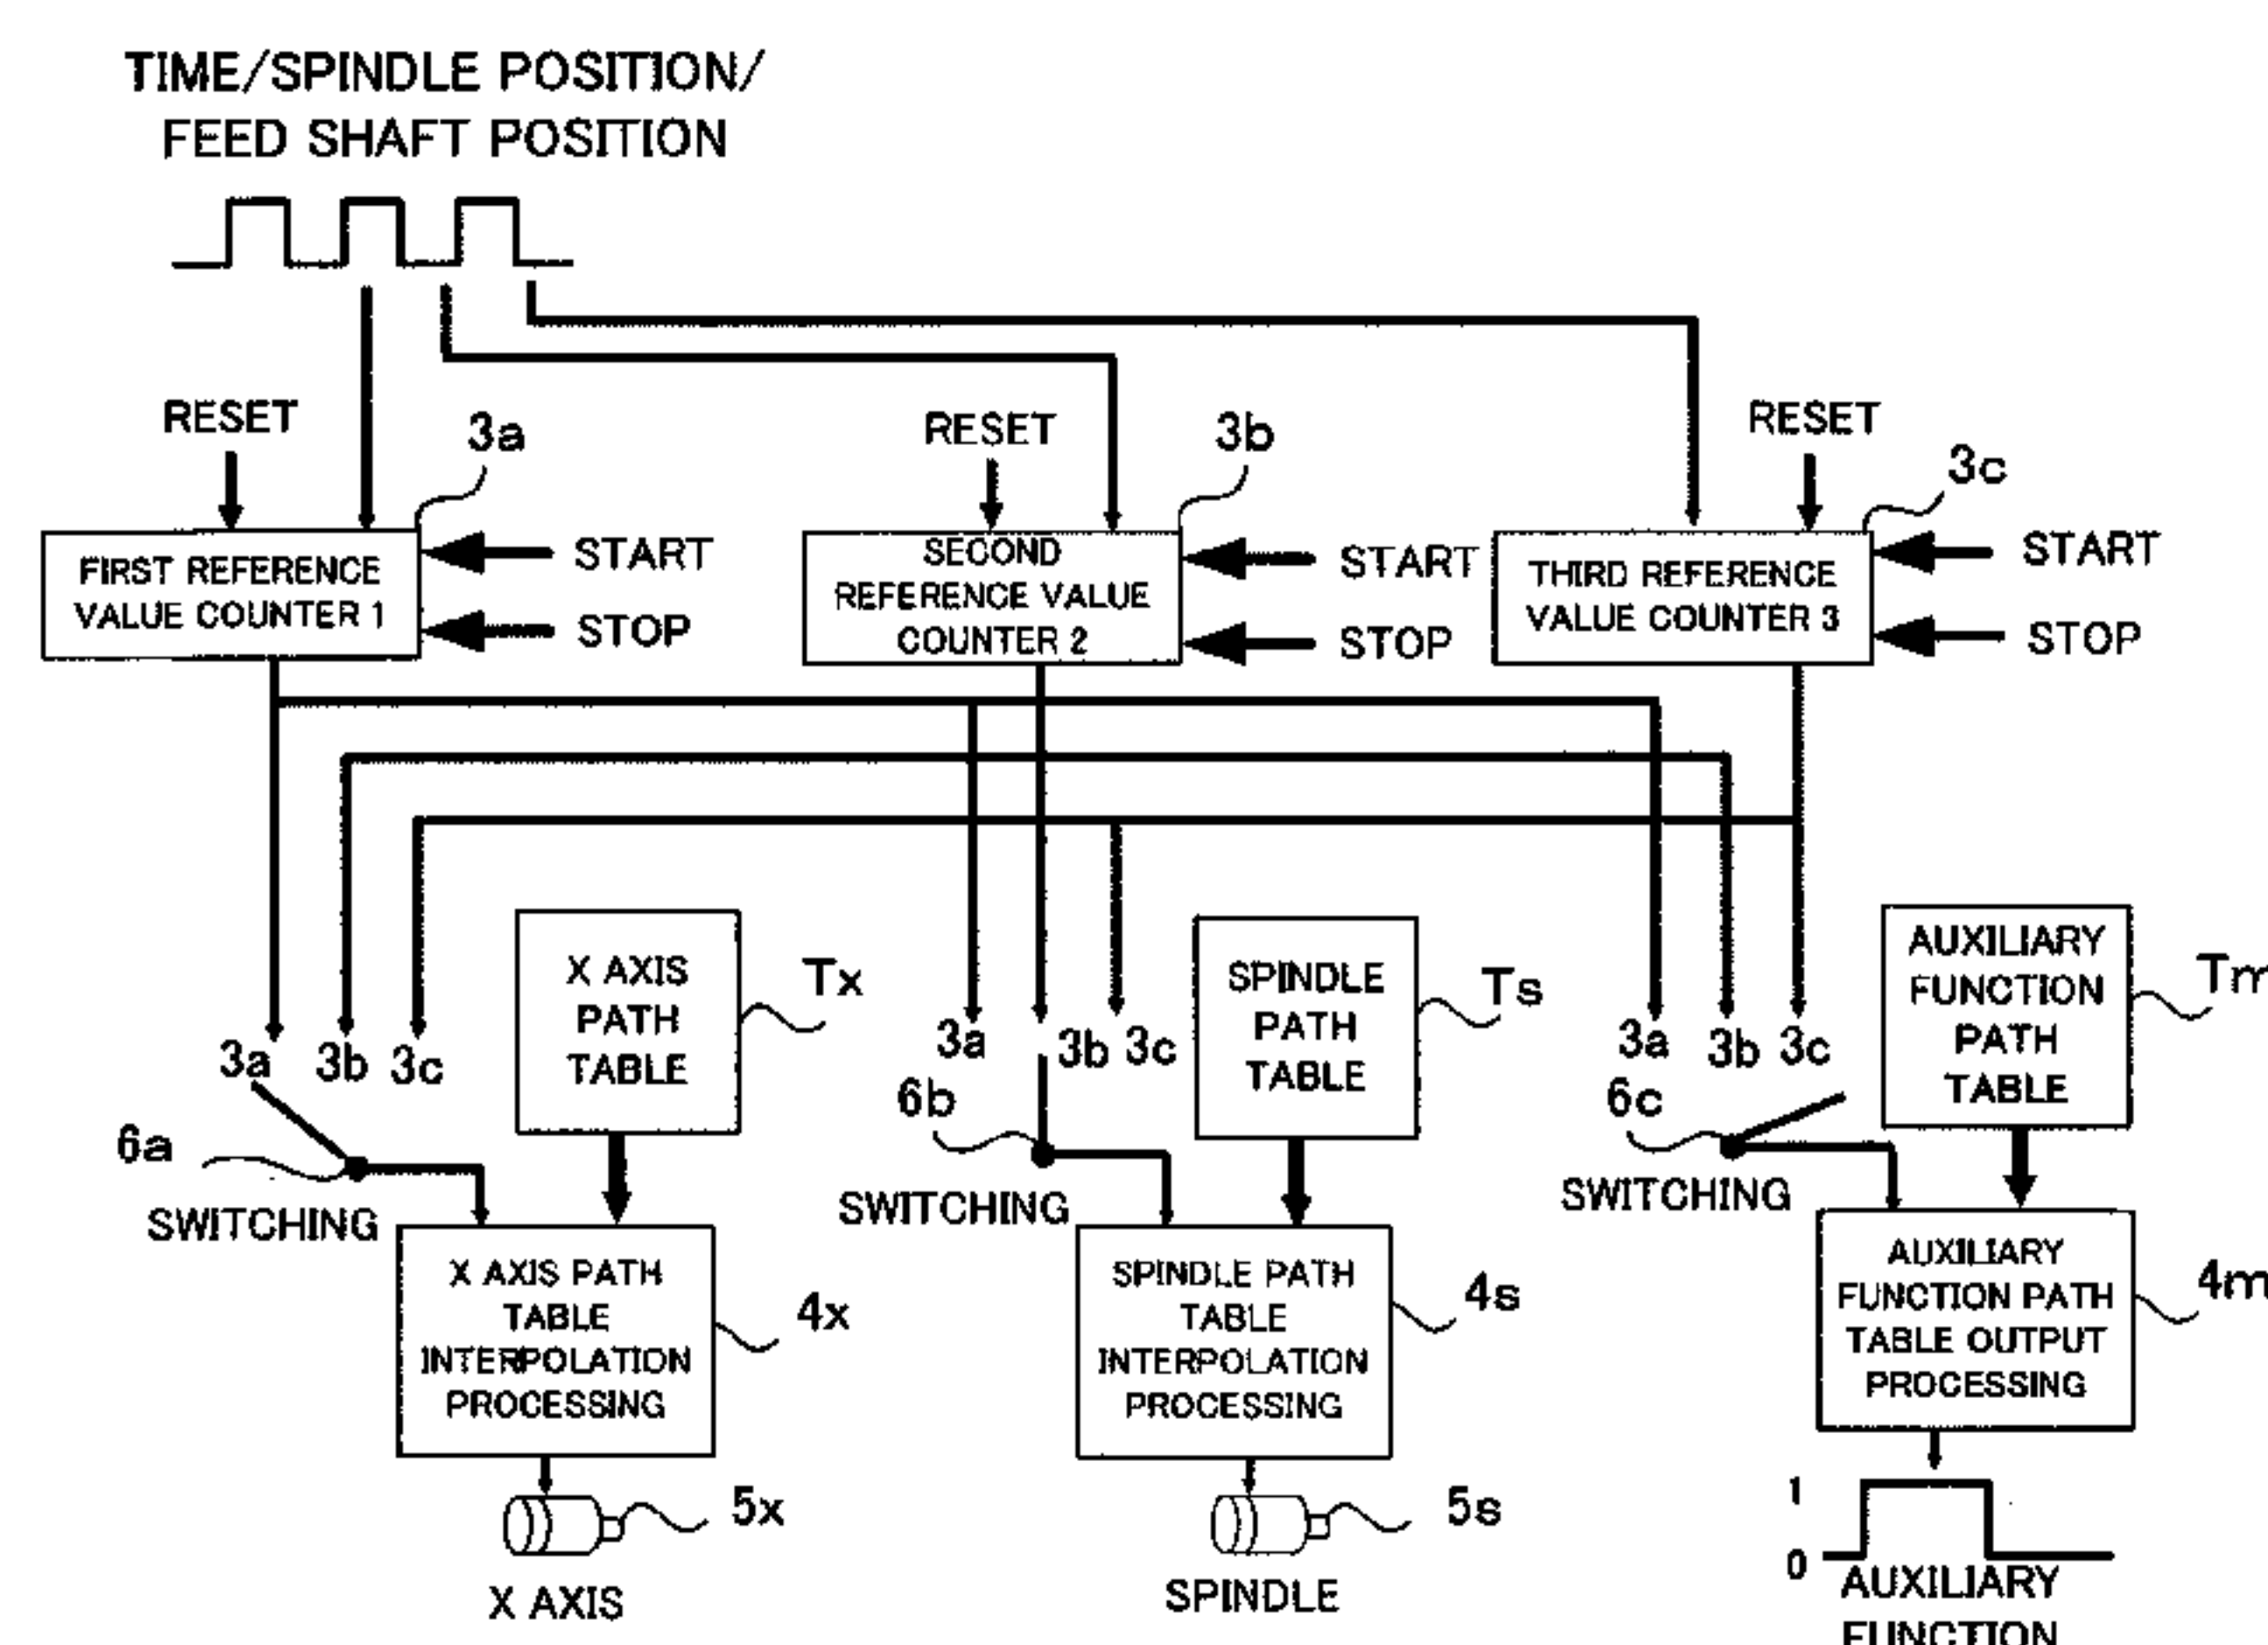 TIME/SPINDLE POSITION/
FEED SHAFT POSITION
RESET
3a
RESET
3b
RESET
3c
FIRST REFERENCE
VALUE COUNTER 1
START
STOP
SECOND
REFERENCE VALUE
COUNTER 2
START
STOP
THIRD REFERENCE
VALUE COUNTER 3
START
STOP
3a
3b
3c
X AXIS
PATH
TABLE
Tx
3a
3b
3c
SPINDLE
PATH
TABLE
Ts
3a
3b
3c
AUXILIARY
FUNCTION
PATH
TABLE
Tm
6a
SWITCHING
6b
SWITCHING
6c
SWITCHING
X AXIS PATH
TABLE
INTERPOLATION
PROCESSING
4x
SPINDLE PATH
TABLE
INTERPOLATION
PROCESSING
4s
AUXILIARY
FUNCTION PATH
TABLE OUTPUT
PROCESSING
4m
5x
X AXIS
5s
SPINDLE
1
0
AUXILIARY
FUNCTION